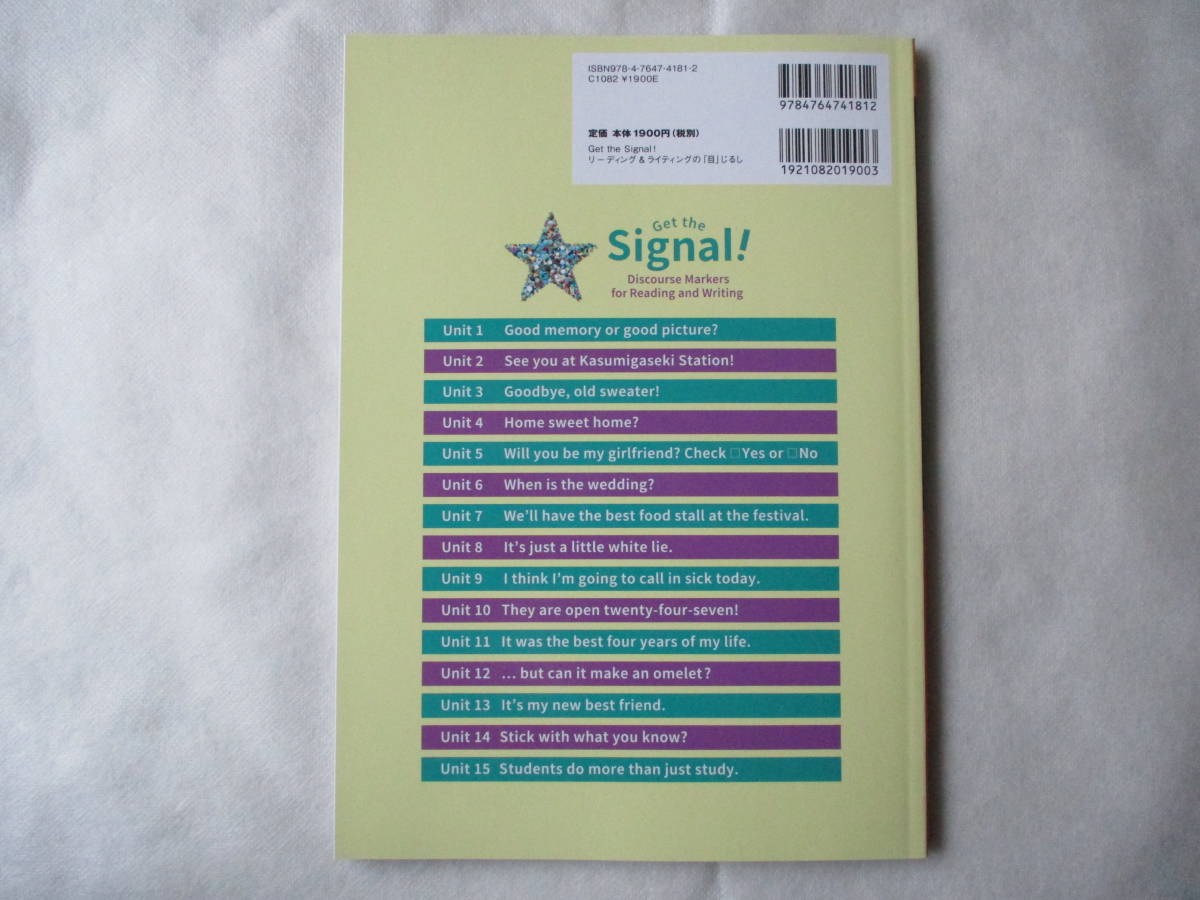 ISBN978-4-7647-4181-2
C1082 ¥1900E
9784764741812
定価 本体1900円(税別)
Get the Signal!
リーディング&ライティングの「目」じるし
1921082019003
Get the
Signal!
Discourse Markers
for Reading and Writing
Unit 1 Good memory or good picture?
Unit 2 See you at Kasumigaseki Station!
Unit 3 Goodbye, old sweater!
Unit 4 Home sweet home?
Unit 5 Will you be my girlfriend? Check □Yes or □No
Unit 6 When is the wedding?
Unit 7 We'll have the best food stall at the festival.
Unit 8 It's just a little white lie.
Unit 9 I think I'm going to call in sick today.
Unit 10 They are open twenty-four-seven!
Unit 11 It was the best four years of my life.
Unit 12 ... but can it make an omelet?
Unit 13 It's my new best friend.
Unit 14 Stick with what you know?
Unit 15 Students do more than just study.